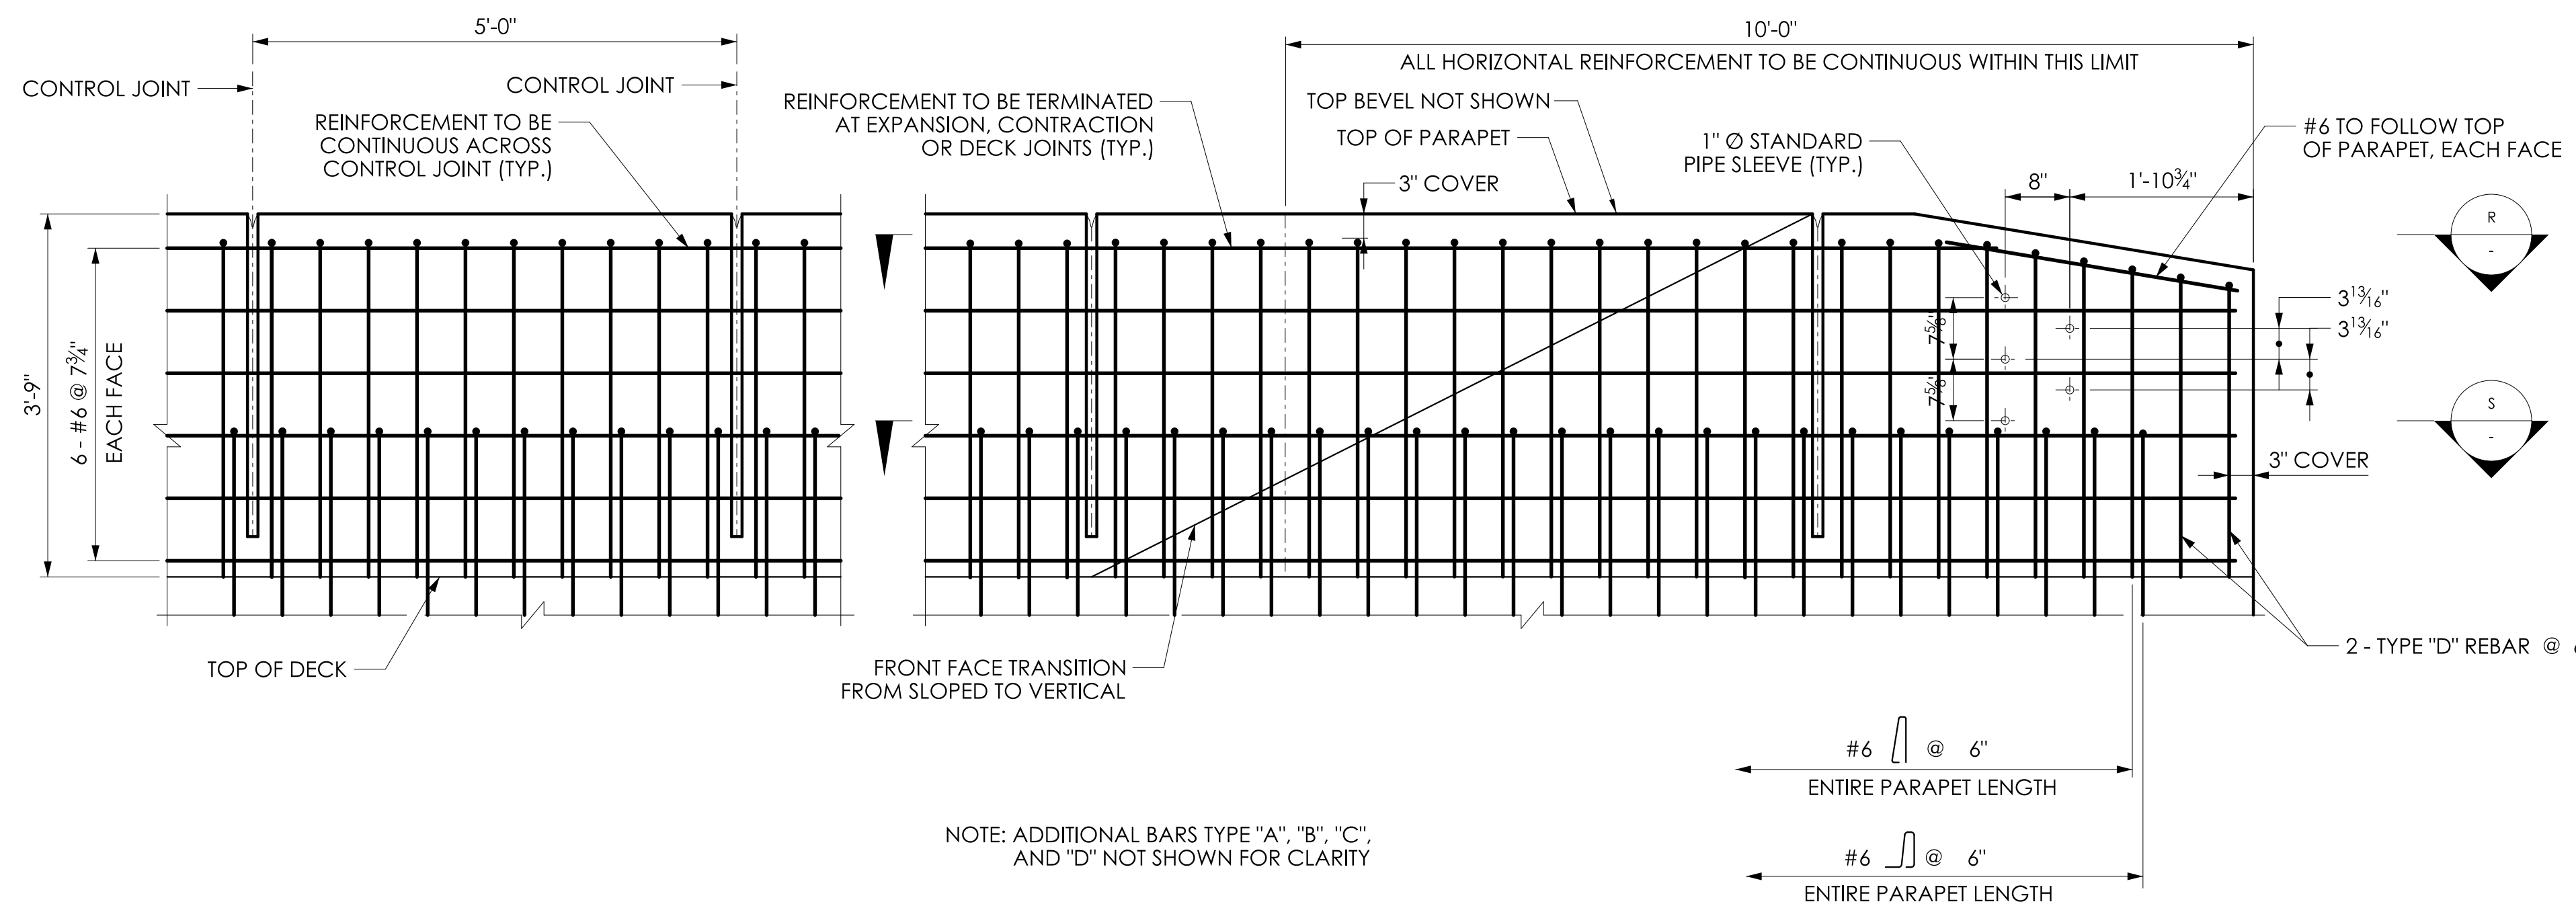 5'-0"
10'-0"
ALL HORIZONTAL REINFORCEMENT TO BE CONTINUOUS WITHIN THIS LIMIT
CONTROL JOINT
CONTROL JOINT
REINFORCEMENT TO BE
CONTINUOUS ACROSS
CONTROL JOINT (TYP.)
REINFORCEMENT TO BE TERMINATED
AT EXPANSION, CONTRACTION
OR DECK JOINTS (TYP.)
TOP BEVEL NOT SHOWN
TOP OF PARAPET
3" COVER
1" Ø STANDARD
PIPE SLEEVE (TYP.)
#6 TO FOLLOW TOP
OF PARAPET, EACH FACE
8"
1'-10¾"
R
-
3'-9"
6 - #6 @ 7¾"
EACH FACE
7⅝"
7⅝"
3¹³⁄₁₆"
3¹³⁄₁₆"
S
-
3" COVER
TOP OF DECK
FRONT FACE TRANSITION
FROM SLOPED TO VERTICAL
2 - TYPE "D" REBAR @
#6 @ 6"
ENTIRE PARAPET LENGTH
NOTE: ADDITIONAL BARS TYPE "A", "B", "C",
AND "D" NOT SHOWN FOR CLARITY
#6 @ 6"
ENTIRE PARAPET LENGTH